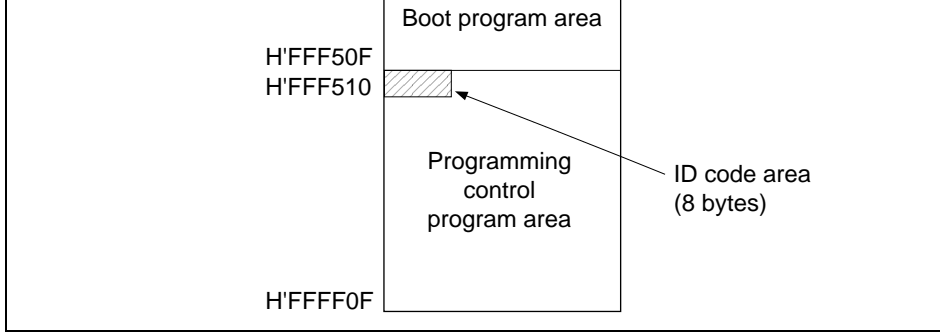 Boot program area
H'FFF50F
H'FFF510
Programming
control
program area
ID code area
(8 bytes)
H'FFFF0F